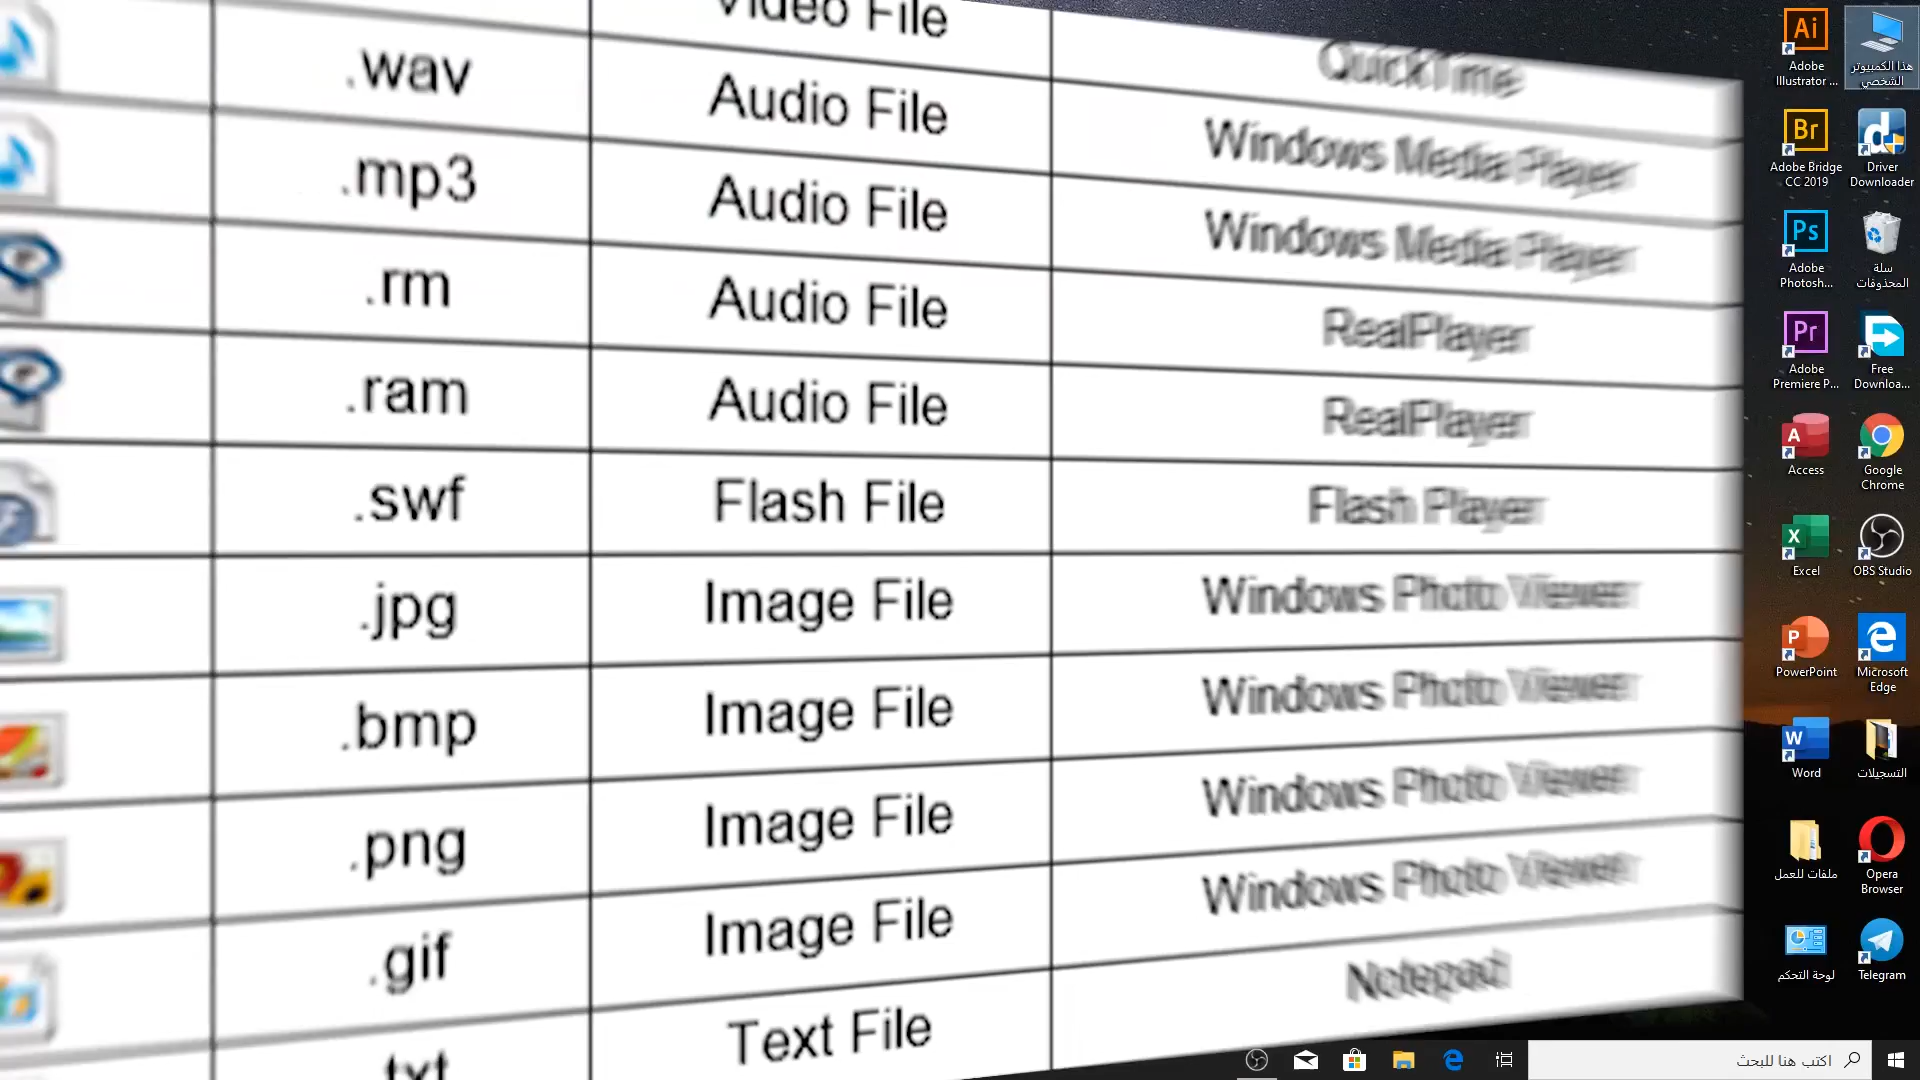 Video File
QuickTime
.wav Audio File Windows Media Player
.mp3 Audio File Windows Media Player
.rm Audio File RealPlayer
.ram Audio File RealPlayer
.swf Flash File Flash Player
.jpg Image File Windows Photo Viewer
.bmp Image File Windows Photo Viewer
.png Image File Windows Photo Viewer
.gif Image File Windows Photo Viewer
.txt Text File Notepad
Ai
Adobe
Illustrator ...
هذا الكمبيوتر
الشخصي
Br
Adobe Bridge
CC 2019
d
Driver
Downloader
Ps
Adobe
Photosh...
سلة
المحذوفات
Pr
Adobe
Premiere P...
Free
Downloa...
A
Access
Google
Chrome
X
Excel
OBS Studio
P
PowerPoint
Microsoft
Edge
W
Word
التسجيلات
ملفات للعمل
Opera
Browser
لوحة التحكم
Telegram
اكتب هنا للبحث